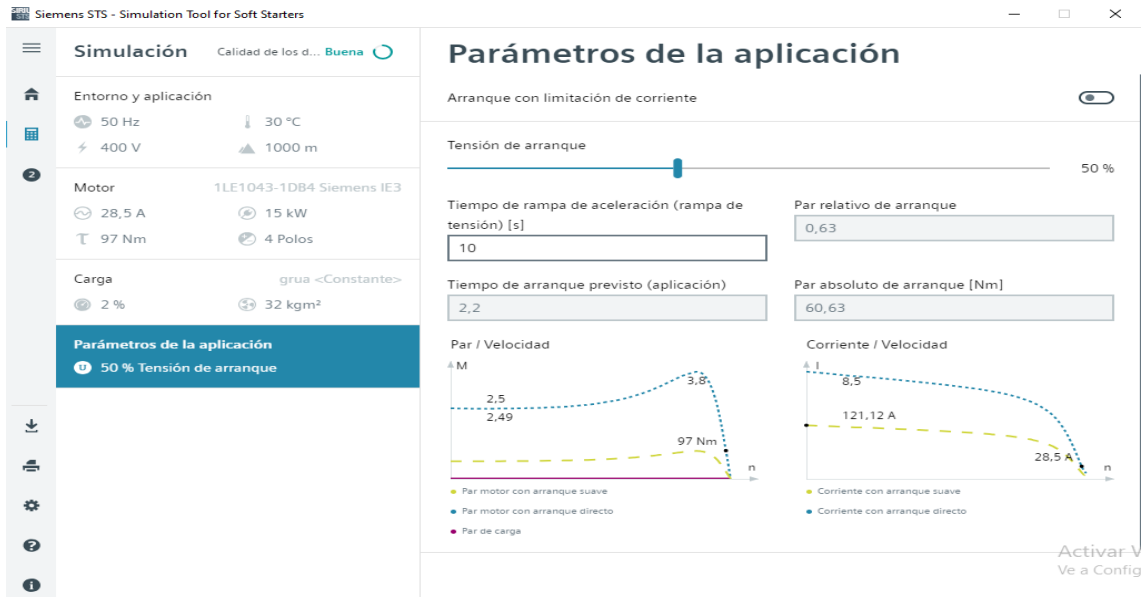 Siemens STS - Simulation Tool for Soft Starters
Simulación
Calidad de los d... Buena
Entorno y aplicación
50 Hz
30 °C
400 V
1000 m
2
Motor
1LE1043-1DB4 Siemens IE3
28,5 A
15 kW
97 Nm
4 Polos
Carga
grua <Constante>
2 %
32 kgm²
Parámetros de la aplicación
50 % Tensión de arranque
Parámetros de la aplicación
Arranque con limitación de corriente
Tensión de arranque
50 %
Tiempo de rampa de aceleración (rampa de
tensión) [s]
10
Par relativo de arranque
0,63
Tiempo de arranque previsto (aplicación)
2,2
Par absoluto de arranque [Nm]
60,63
Par / Velocidad
M
2,5
2,49
3,8
97 Nm
n
Par motor con arranque suave
Par motor con arranque directo
Par de carga
Corriente / Velocidad
I
8,5
121,12 A
28,5 A
n
Corriente con arranque suave
Corriente con arranque directo
Activar
Ve a Config